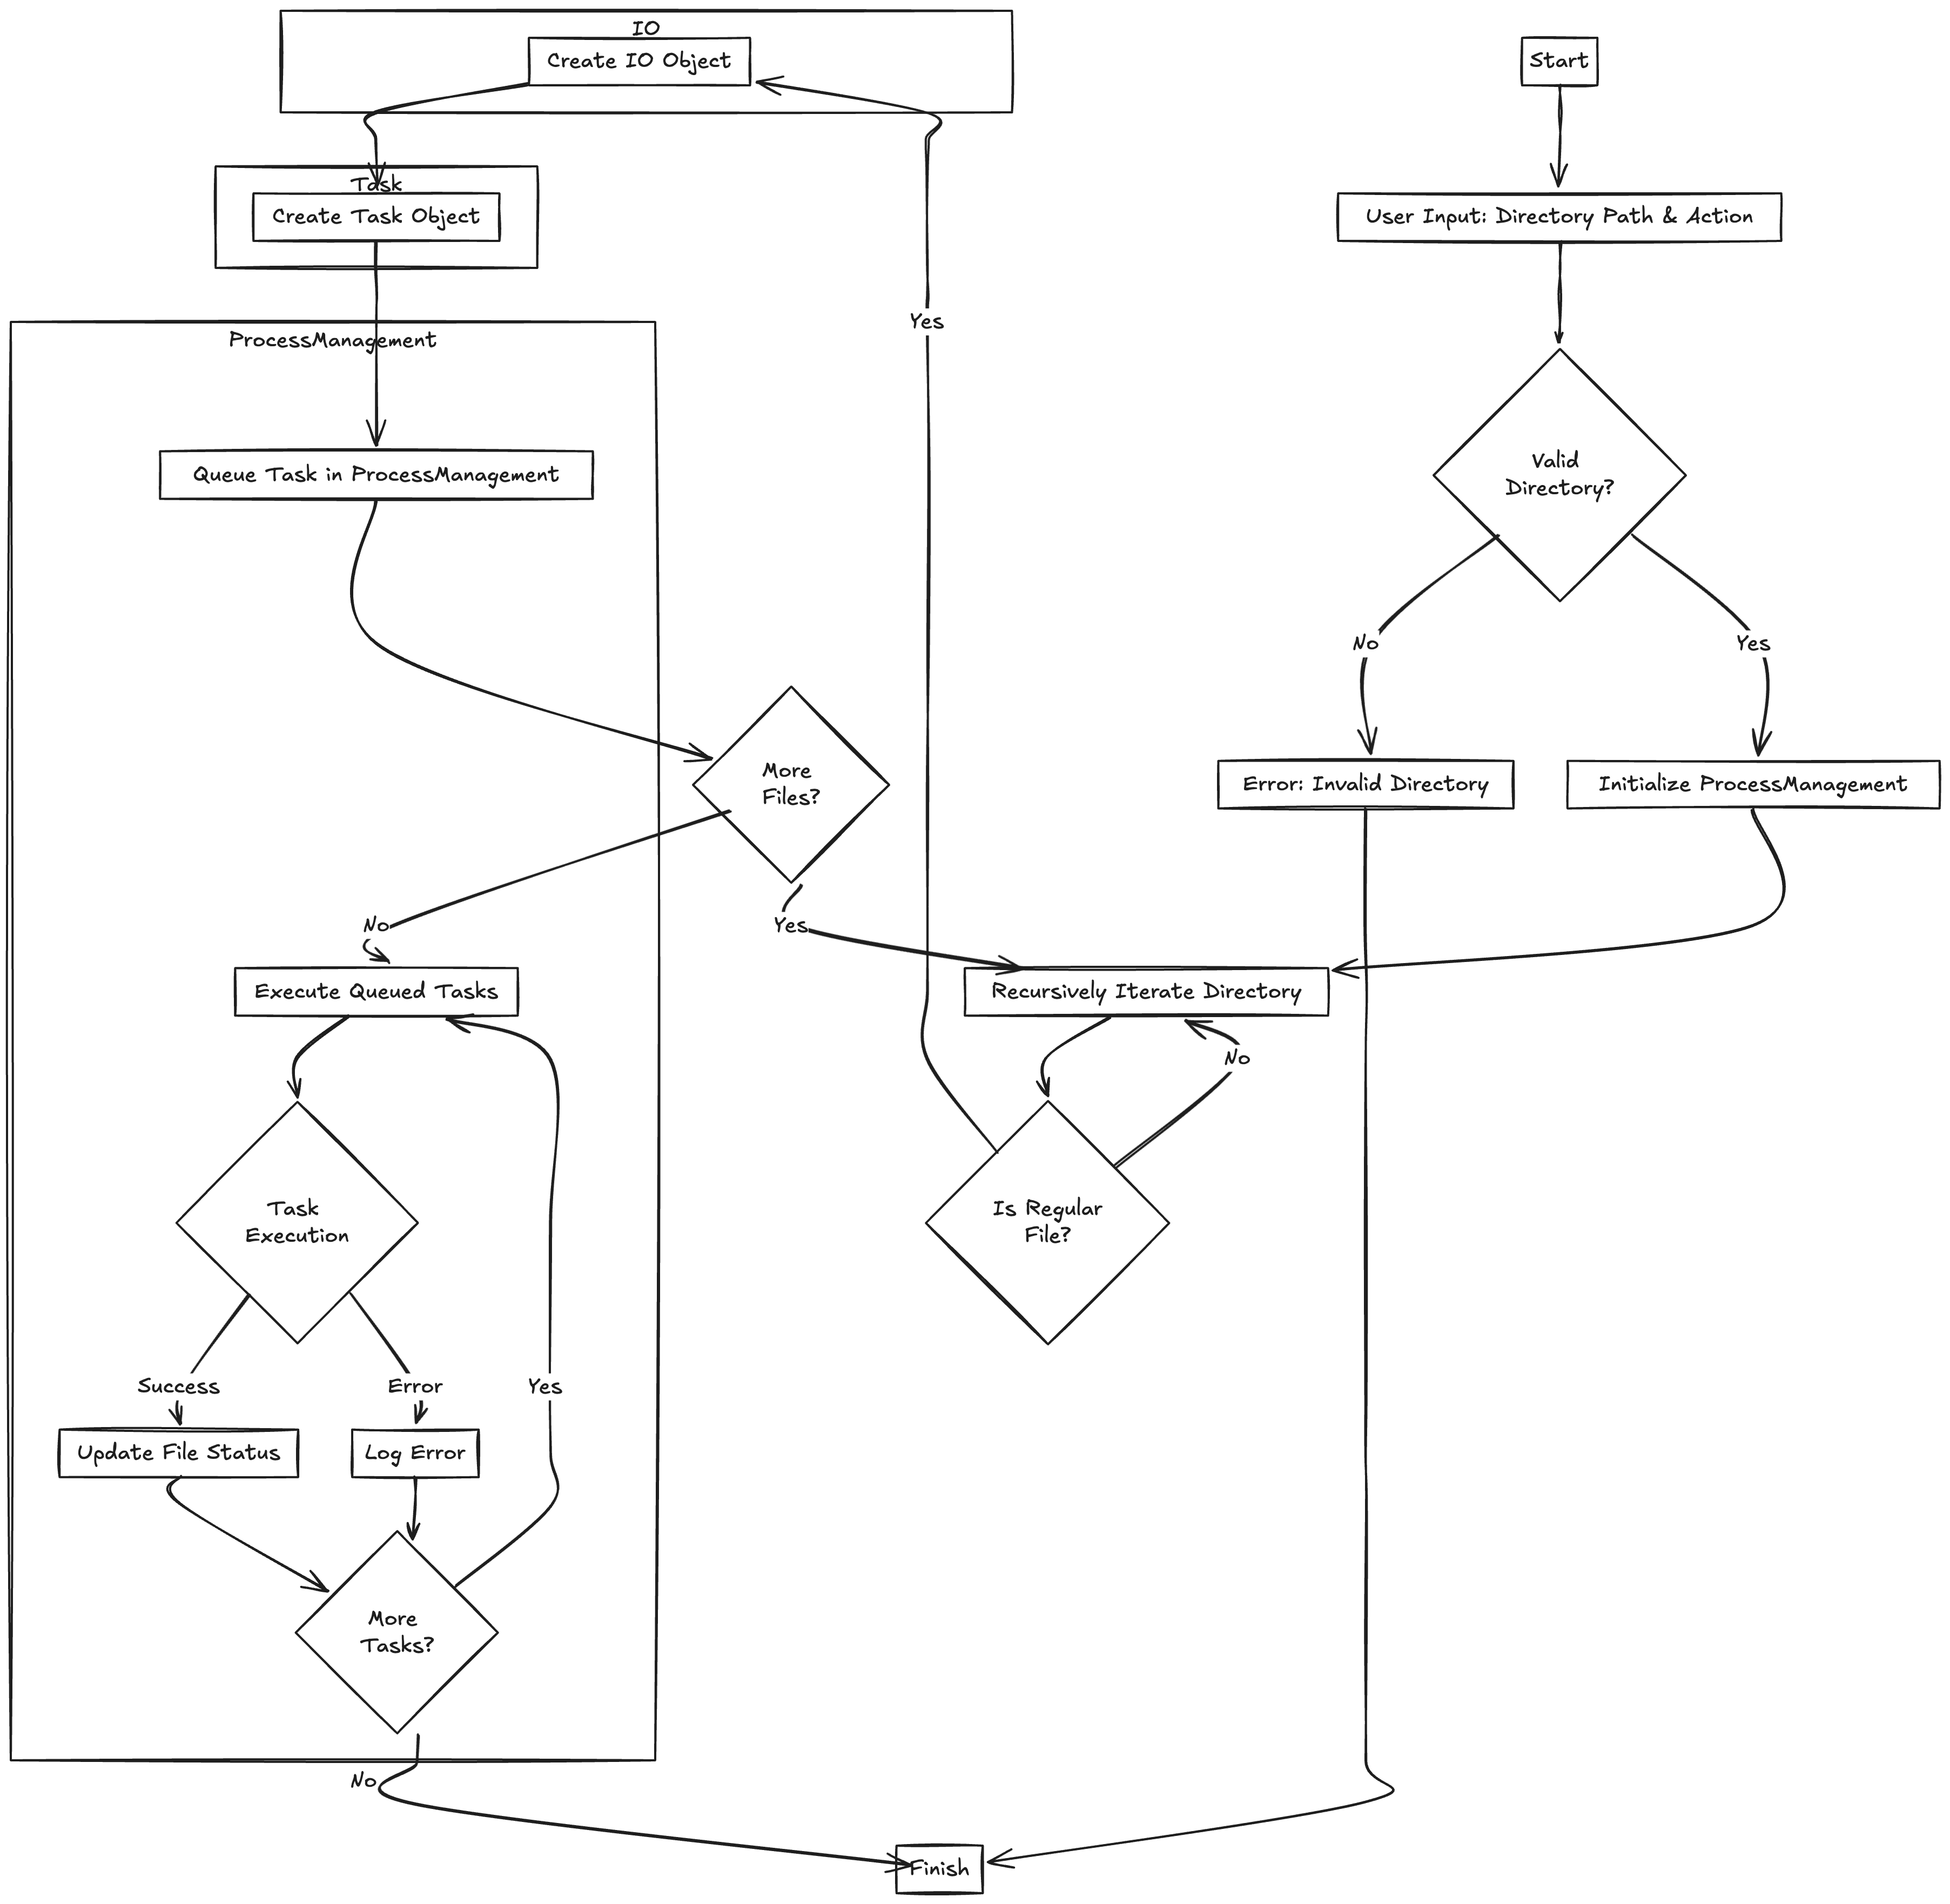 IO
Create IO Object
Start
Task
Create Task Object
User Input: Directory Path & Action
Yes
ProcessManagement
Queue Task in ProcessManagement
Valid
Directory?
No
Yes
More
Files?
Error: Invalid Directory
Initialize ProcessManagement
No
Yes
Execute Queued Tasks
Recursively Iterate Directory
No
Task
Execution
Is Regular
File?
Success
Error
Yes
Update File Status
Log Error
More
Tasks?
No
Finish